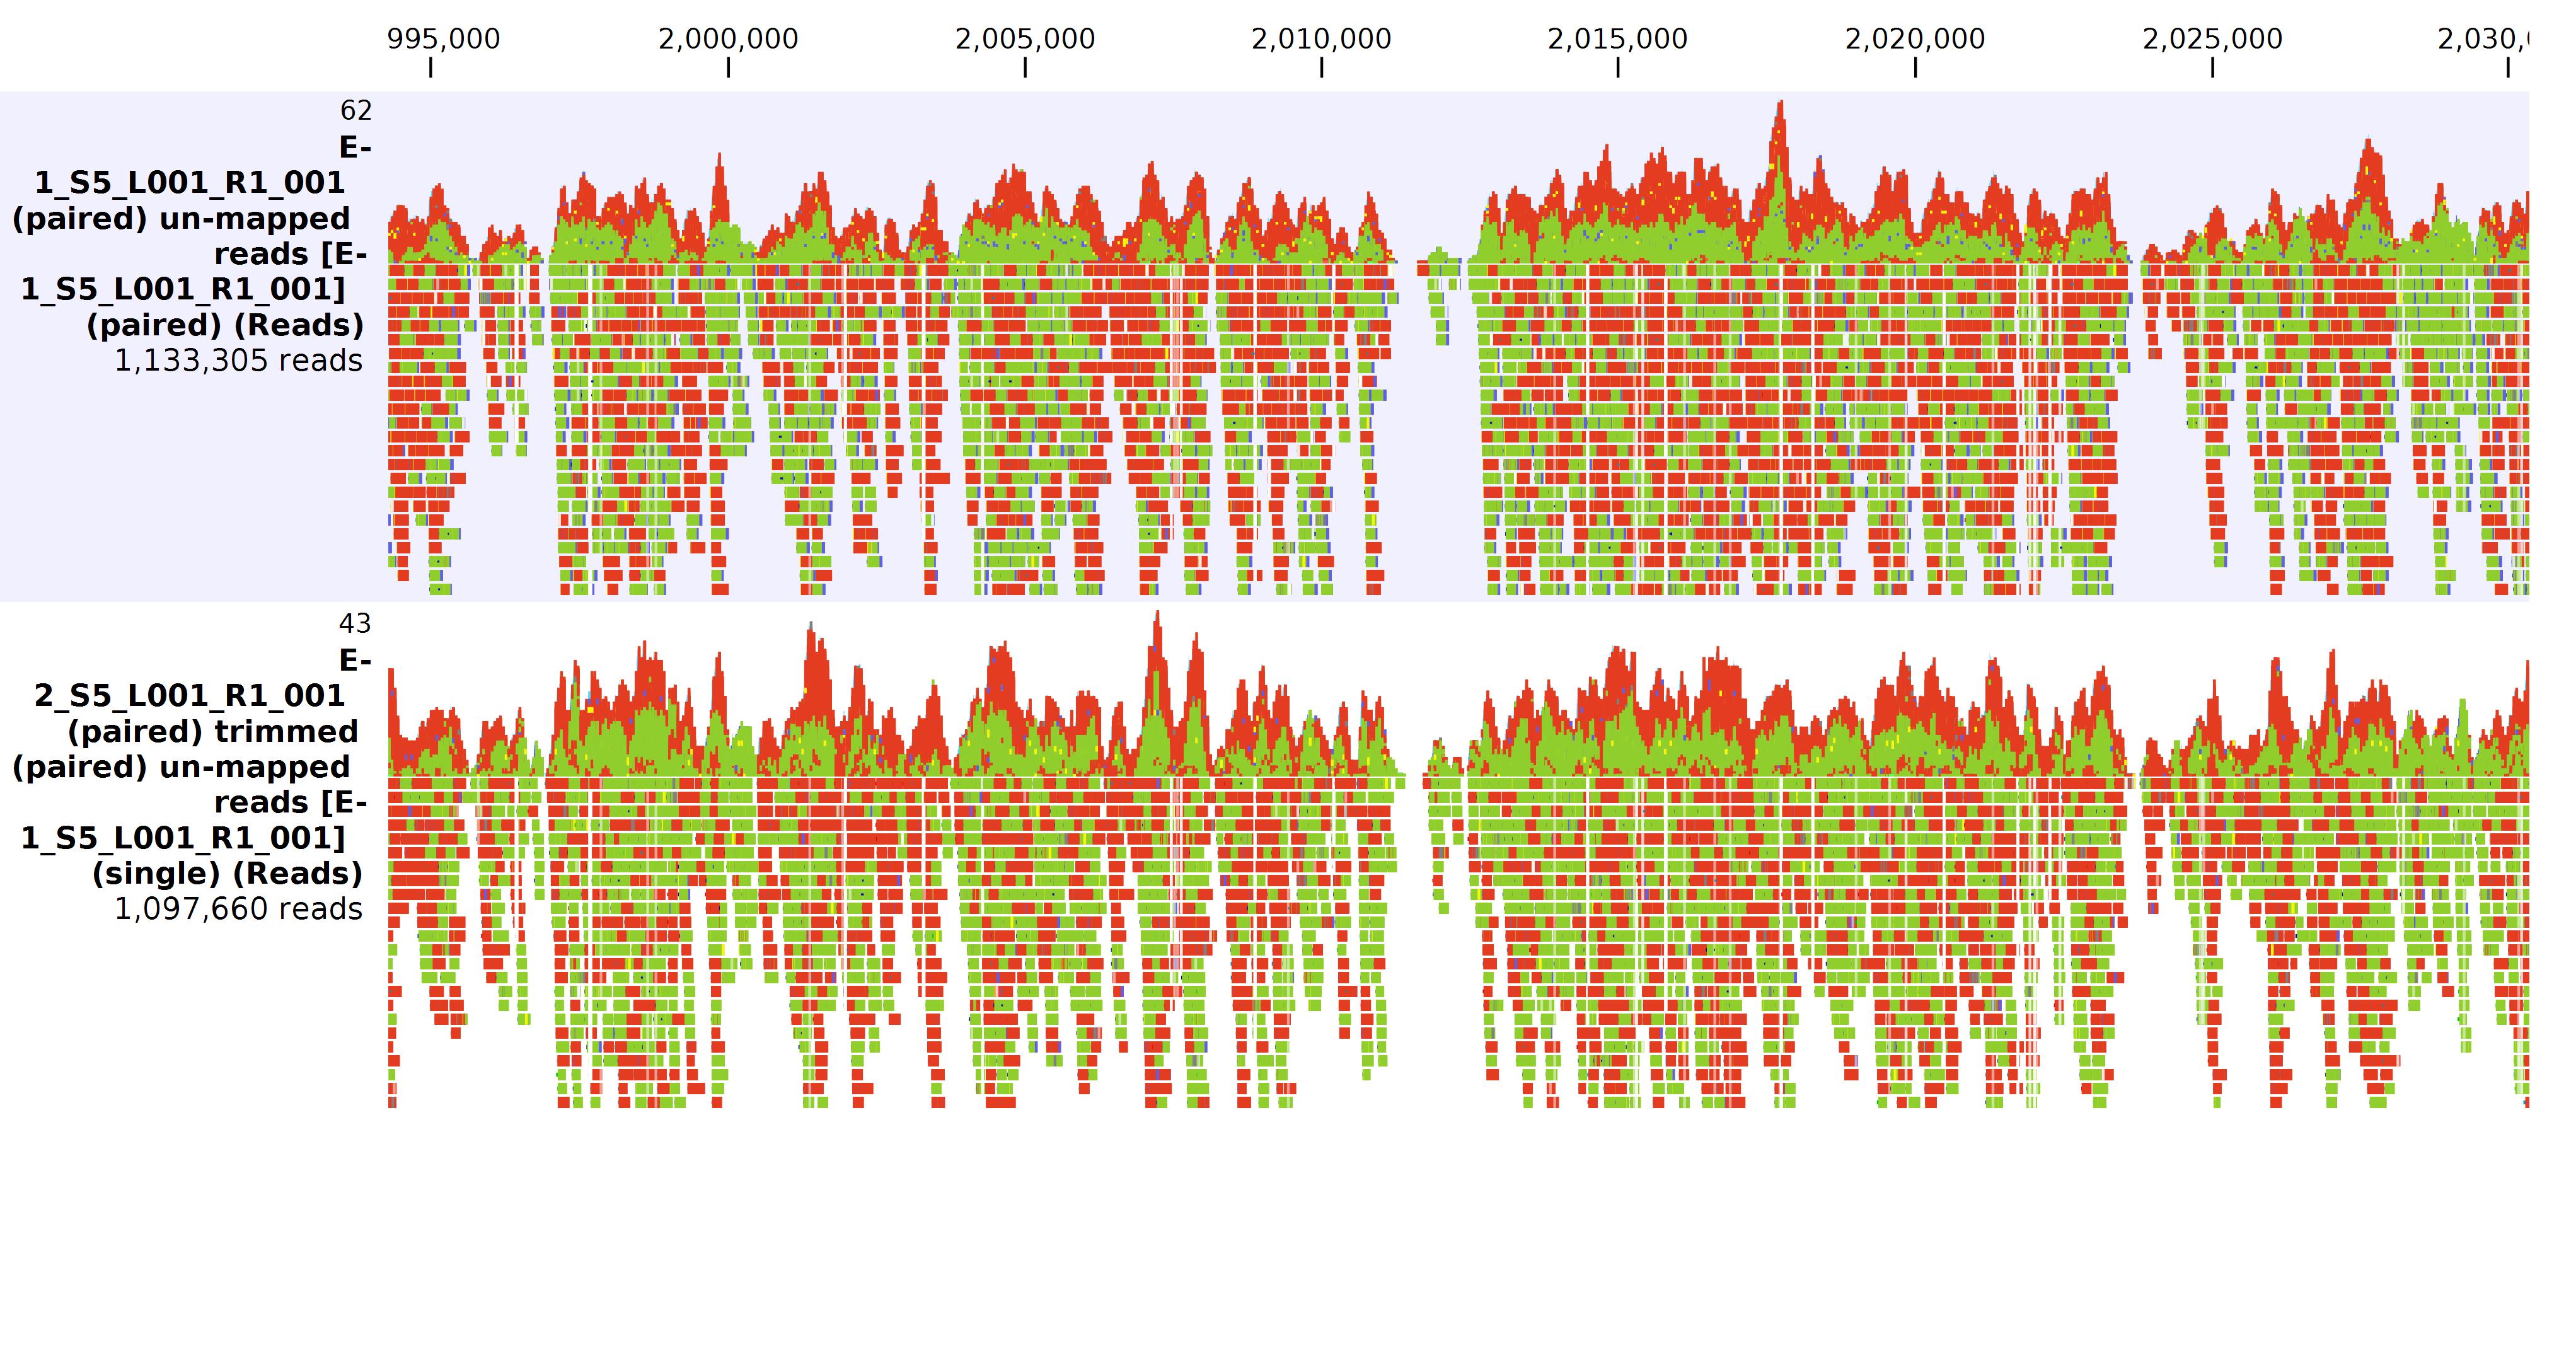 995,000 2,000,000 2,005,000 2,010,000 2,015,000 2,020,000 2,025,000 2,030,
62
E-
1_S5_L001_R1_001
(paired) un-mapped
reads [E-
1_S5_L001_R1_001]
(paired) (Reads)
1,133,305 reads
43
E-
2_S5_L001_R1_001
(paired) trimmed
(paired) un-mapped
reads [E-
1_S5_L001_R1_001]
(single) (Reads)
1,097,660 reads